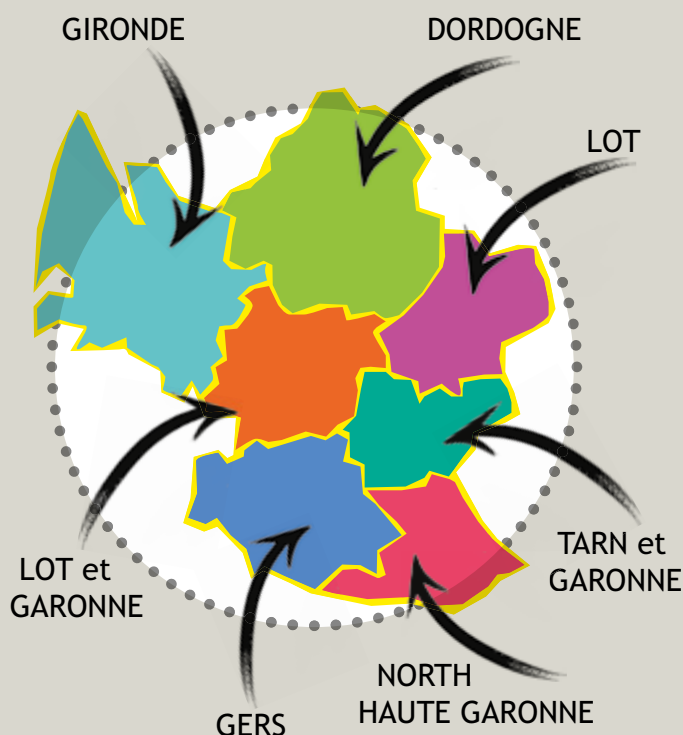 GIRONDE
DORDOGNE
LOT
LOT et
GARONNE
TARN et
GARONNE
NORTH
HAUTE GARONNE
GERS